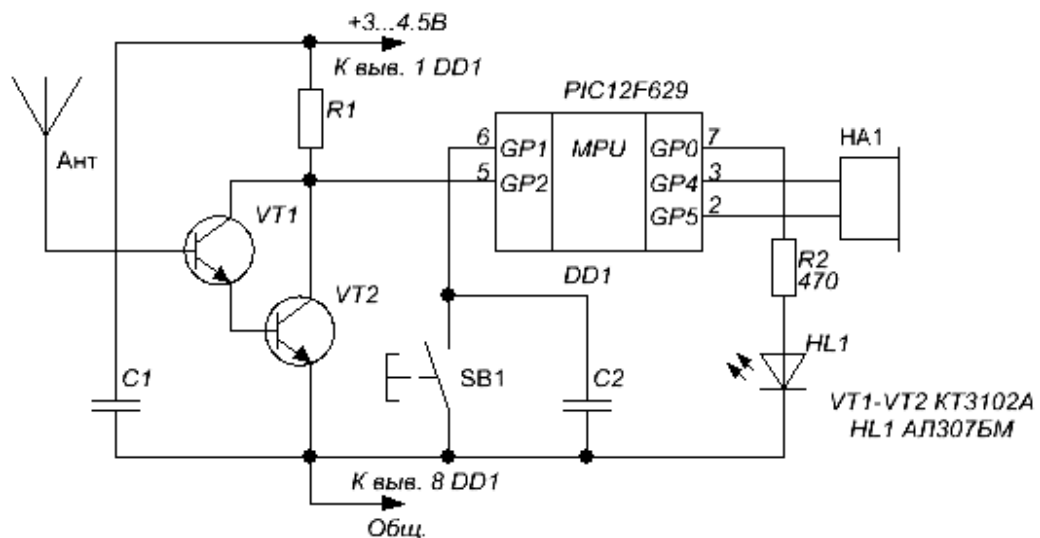 +3...4.5В
К выв. 1 DD1
R1
Ант
VT1
VT2
C1
PIC12F629
6
GP1
MPU
GP0
7
5
GP2
GP4
3
GP5
2
DD1
HA1
R2
470
HL1
SB1
C2
VT1-VT2 КТ3102А
HL1 АЛ307БМ
К выв. 8 DD1
Общ.